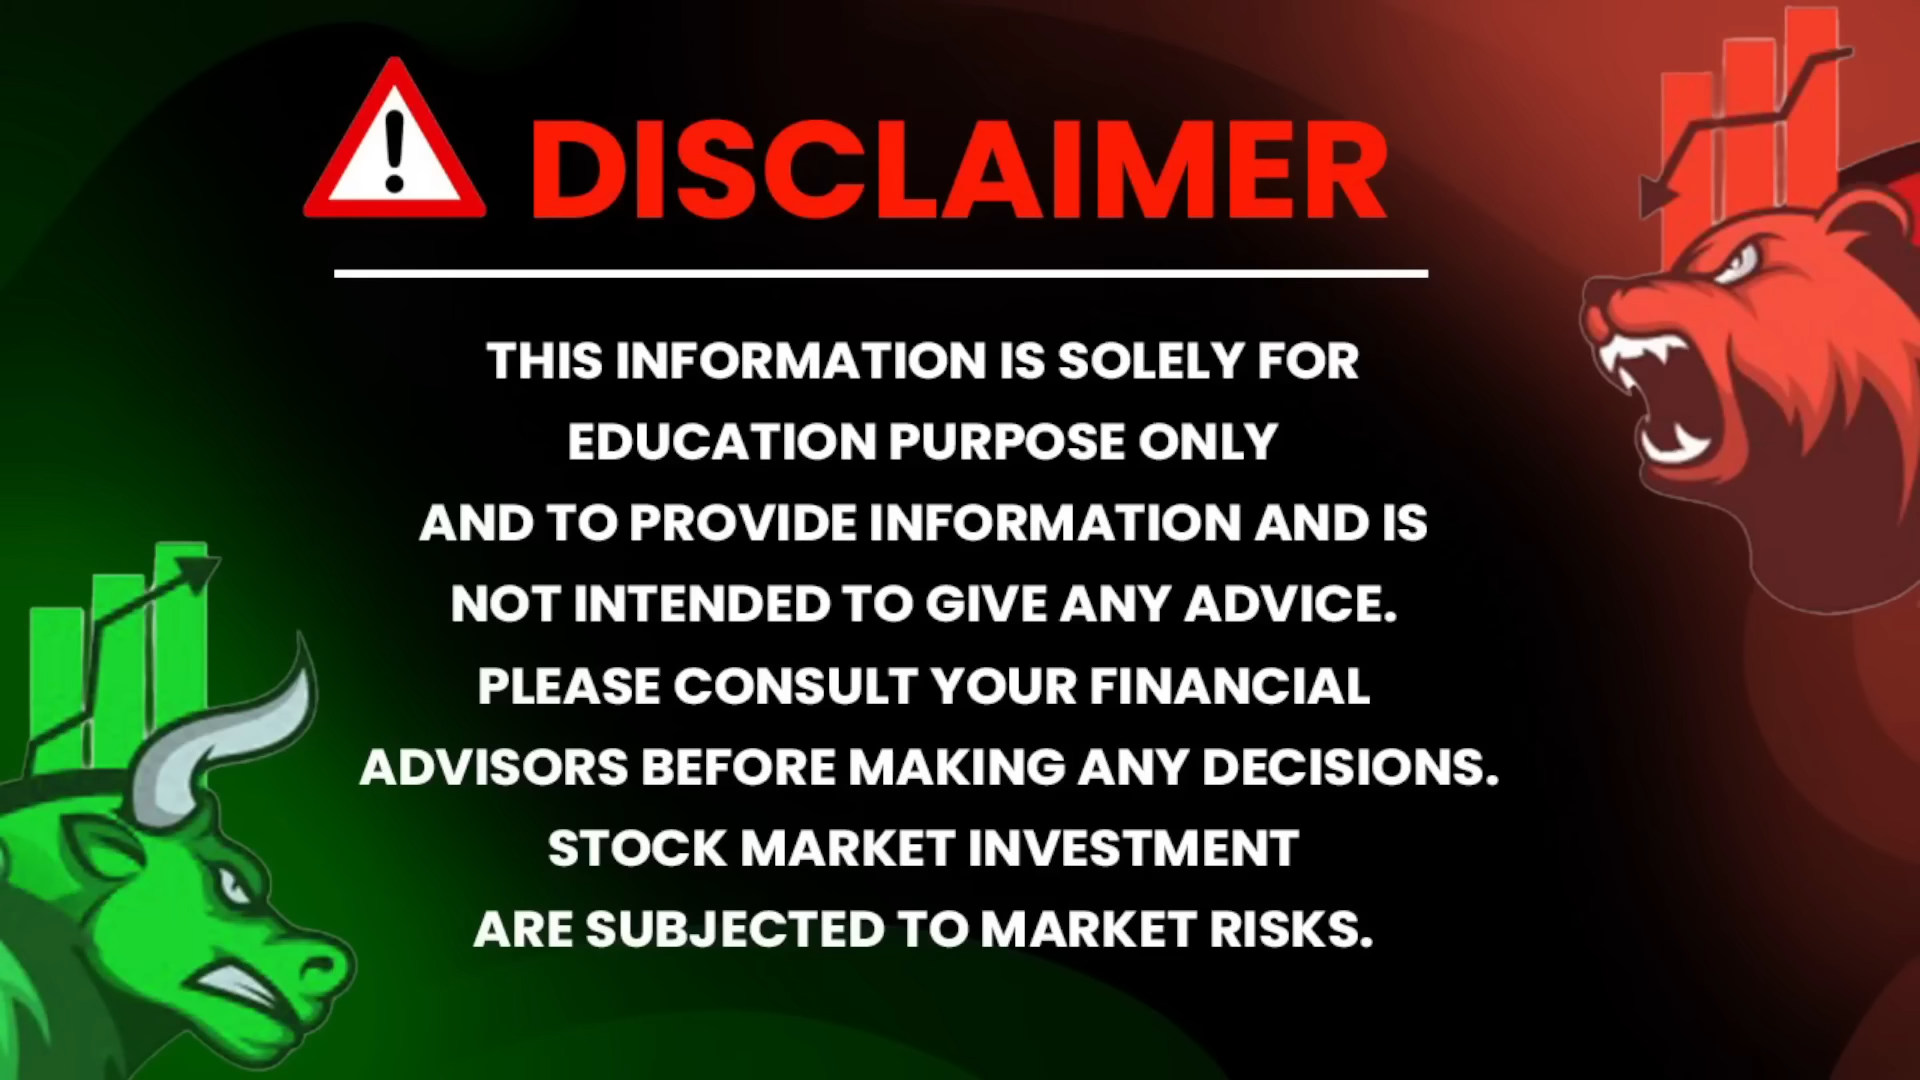 DISCLAIMER
THIS INFORMATION IS SOLELY FOR
EDUCATION PURPOSE ONLY
AND TO PROVIDE INFORMATION AND IS
NOT INTENDED TO GIVE ANY ADVICE.
PLEASE CONSULT YOUR FINANCIAL
ADVISORS BEFORE MAKING ANY DECISIONS.
STOCK MARKET INVESTMENT
ARE SUBJECTED TO MARKET RISKS.